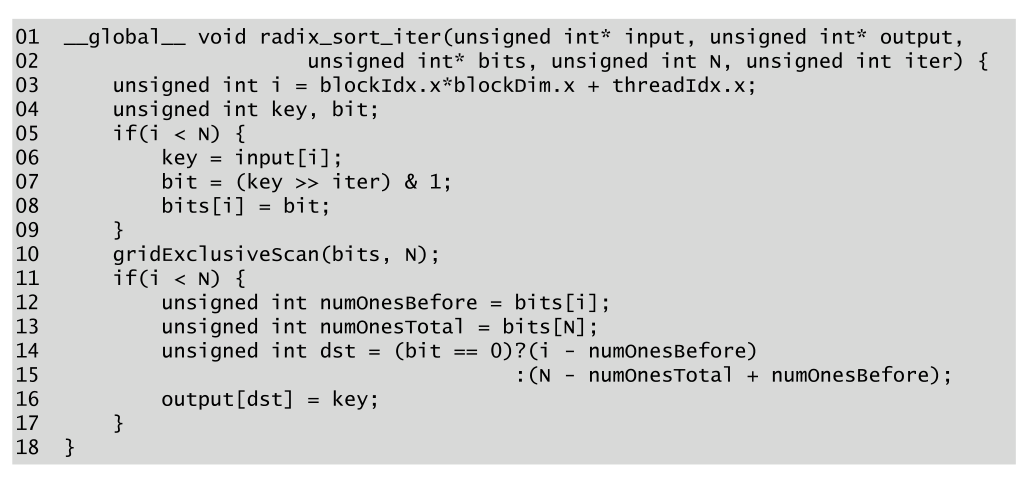 01  __global__ void radix_sort_iter(unsigned int* input, unsigned int* output,
02                      unsigned int* bits, unsigned int N, unsigned int iter) {
03      unsigned int i = blockIdx.x*blockDim.x + threadIdx.x;
04      unsigned int key, bit;
05      if(i < N) {
06          key = input[i];
07          bit = (key >> iter) & 1;
08          bits[i] = bit;
09      }
10      gridExclusiveScan(bits, N);
11      if(i < N) {
12          unsigned int numOnesBefore = bits[i];
13          unsigned int numOnesTotal = bits[N];
14          unsigned int dst = (bit == 0)?(i - numOnesBefore)
15                                       :(N - numOnesTotal + numOnesBefore);
16          output[dst] = key;
17      }
18  }